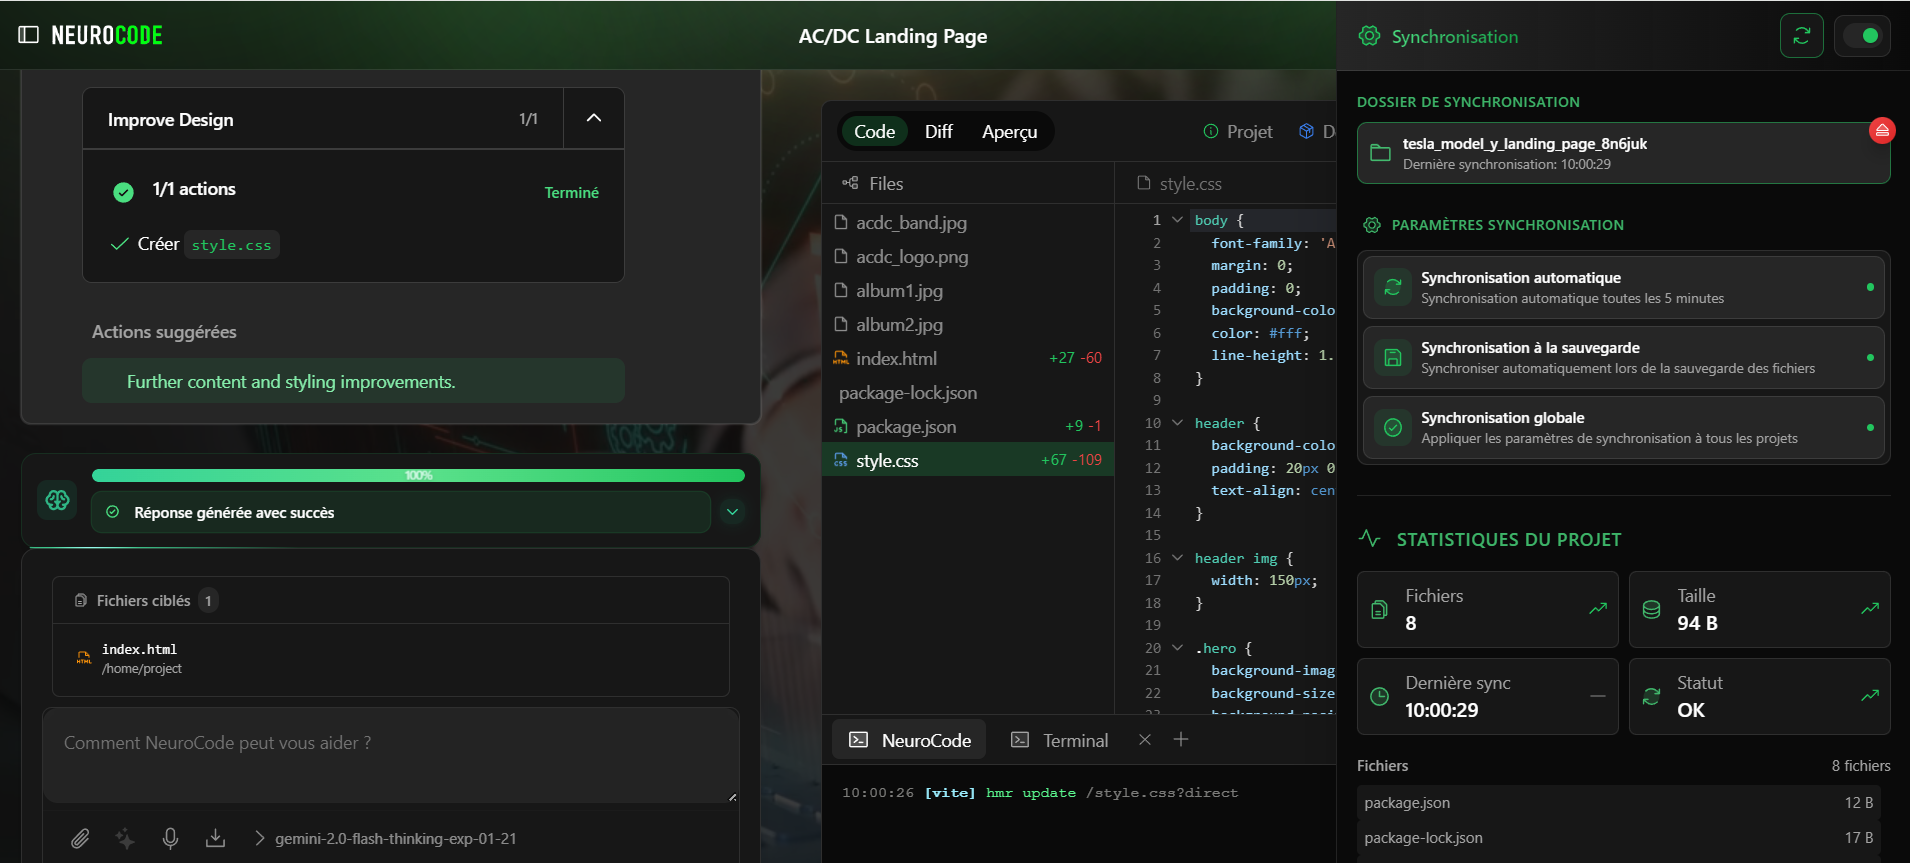 NEUROCODE
AC/DC Landing Page
Synchronisation
Improve Design
1/1
1/1 actions
Terminé
Créer style.css
Actions suggérées
Further content and styling improvements.
100%
Réponse générée avec succès
Fichiers ciblés 1
index.html
/home/project
Comment NeuroCode peut vous aider ?
gemini-2.0-flash-thinking-exp-01-21
Code Diff Aperçu
Projet
Files
style.css
acdc_band.jpg
acdc_logo.png
album1.jpg
album2.jpg
index.html +27 -60
package-lock.json
package.json +9 -1
style.css +67 -109
1 body {
2 font-family: 'A
3 margin: 0;
4 padding: 0;
5 background-colo
6 color: #fff;
7 line-height: 1.
8 }
9
10 header {
11 background-colo
12 padding: 20px 0
13 text-align: cen
14 }
15
16 header img {
17 width: 150px;
18 }
19
20 .hero {
21 background-imag
22 background-size
NeuroCode
Terminal
10:00:26 [vite] hmr update /style.css?direct
DOSSIER DE SYNCHRONISATION
tesla_model_y_landing_page_8n6juk
Dernière synchronisation: 10:00:29
PARAMÈTRES SYNCHRONISATION
Synchronisation automatique
Synchronisation automatique toutes les 5 minutes
Synchronisation à la sauvegarde
Synchroniser automatiquement lors de la sauvegarde des fichiers
Synchronisation globale
Appliquer les paramètres de synchronisation à tous les projets
STATISTIQUES DU PROJET
Fichiers
8
Taille
94 B
Dernière sync
10:00:29
Statut
OK
Fichiers
8 fichiers
package.json
12 B
package-lock.json
17 B